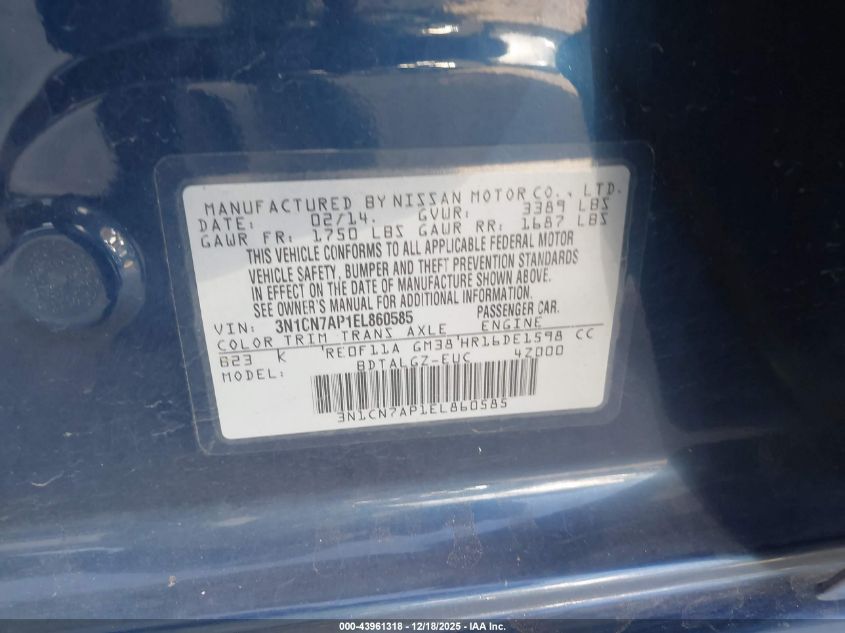 MANUFACTURED BY NISSAN MOTOR CO., LTD.
DATE: 02/14. GVWR: 3389 LBS
GAWR FR: 1750 LBS GAWR RR: 1687 LBS
THIS VEHICLE CONFORMS TO ALL APPLICABLE FEDERAL MOTOR
VEHICLE SAFETY, BUMPER AND THEFT PREVENTION STANDARDS
IN EFFECT ON THE DATE OF MANUFACTURE SHOWN ABOVE.
SEE OWNER'S MANUAL FOR ADDITIONAL INFORMATION.
VIN: 3N1CN7AP1EL860585 PASSENGER CAR.
COLOR TRIM TRANS AXLE ENGINE
B23 K RE0F11A GM38 HR16DE1598 CC
MODEL: BDTALGZ-EUC 4Z000
3N1CN7AP1EL860585
000-43961318 - 12/18/2025 - IAA Inc.